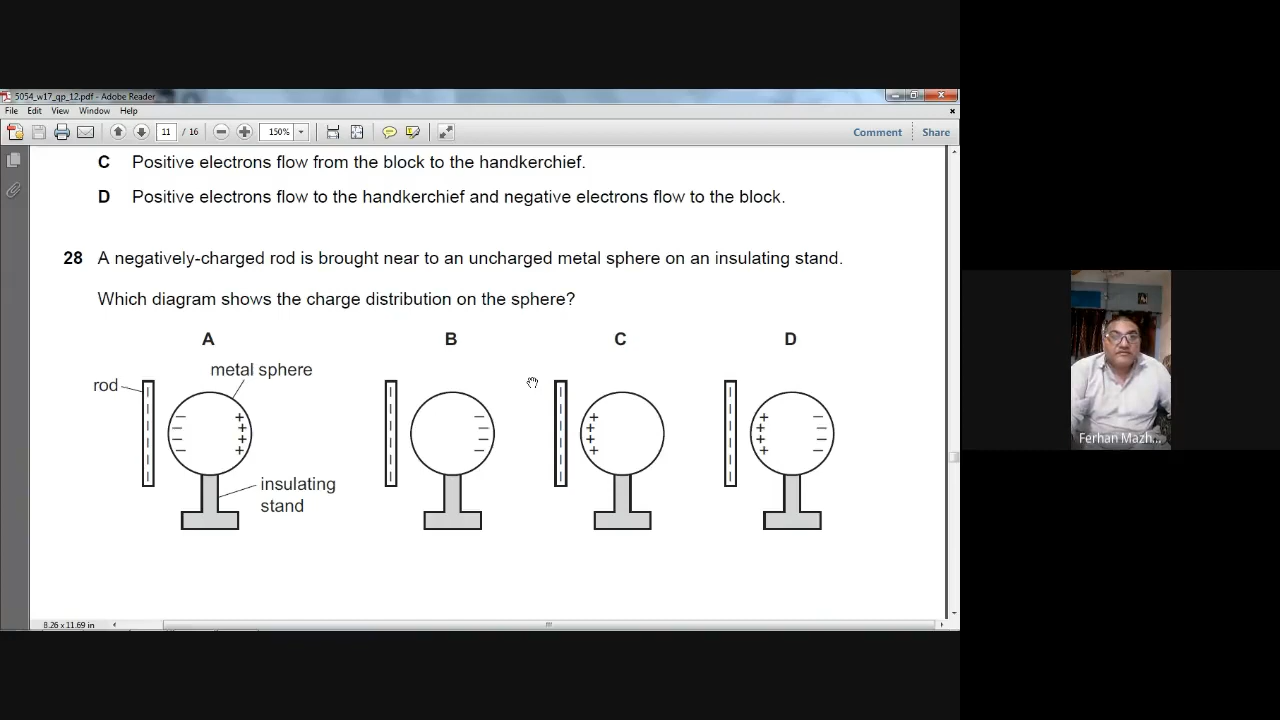 5054_w17_qp_12.pdf - Adobe Reader
File Edit View Window Help
11 / 16 150% Comment Share
C Positive electrons flow from the block to the handkerchief.
D Positive electrons flow to the handkerchief and negative electrons flow to the block.
28 A negatively-charged rod is brought near to an uncharged metal sphere on an insulating stand.
Which diagram shows the charge distribution on the sphere?
A B C D
metal sphere
rod
insulating
stand
Ferhan Mazh...
8.26 x 11.69 in